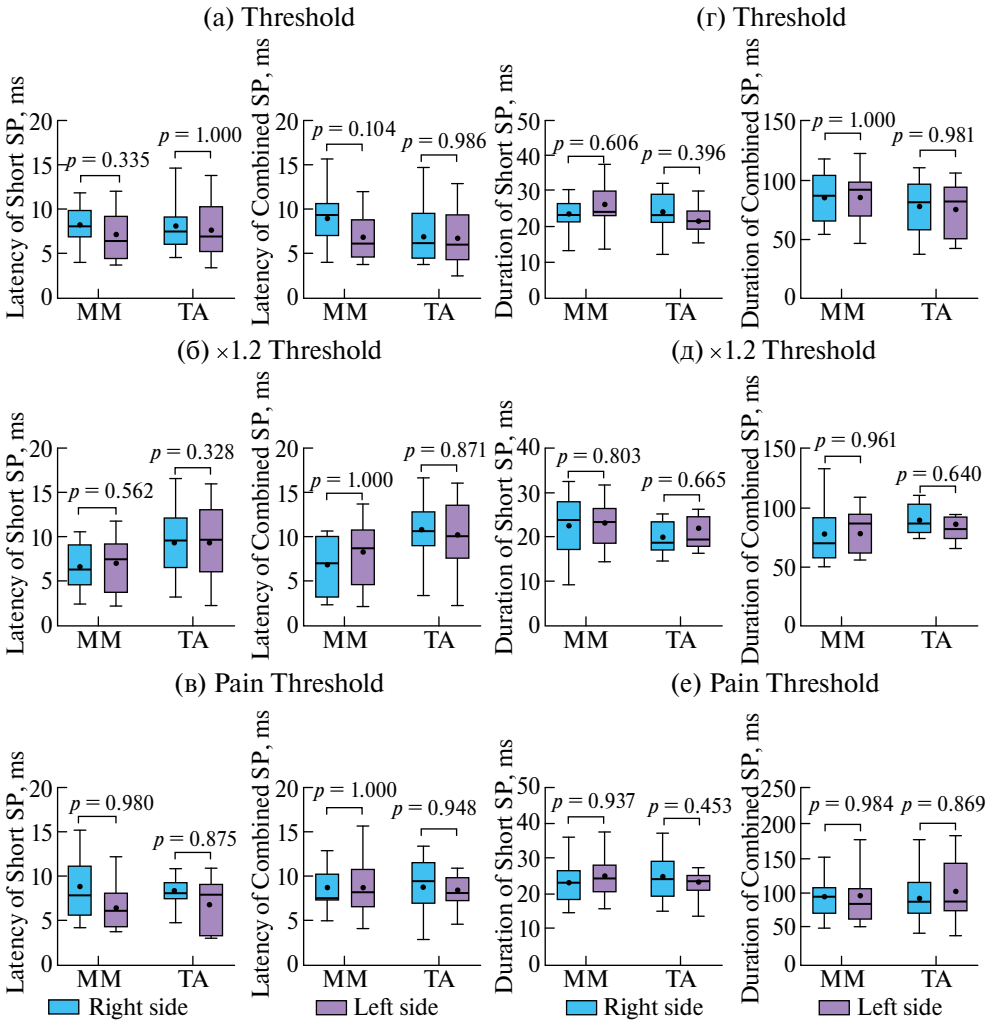 (а) Threshold
(г) Threshold
Latency of Short SP, ms
20
15
10
5
0
p = 0.335
p = 1.000
MM
TA
Latency of Combined SP, ms
20
15
10
5
0
p = 0.104
p = 0.986
MM
TA
Duration of Short SP, ms
50
40
30
20
10
0
p = 0.606
p = 0.396
MM
TA
Duration of Combined SP, ms
150
100
50
0
p = 1.000
p = 0.981
MM
TA
(б) ×1.2 Threshold
(д) ×1.2 Threshold
Latency of Short SP, ms
20
15
10
5
0
p = 0.562
p = 0.328
MM
TA
Latency of Combined SP, ms
20
15
10
5
0
p = 1.000
p = 0.871
MM
TA
Duration of Short SP, ms
40
30
20
10
0
p = 0.803
p = 0.665
MM
TA
Duration of Combined SP, ms
150
100
50
0
p = 0.961
p = 0.640
MM
TA
(в) Pain Threshold
(е) Pain Threshold
Latency of Short SP, ms
20
15
10
5
0
p = 0.980
p = 0.875
MM
TA
Latency of Combined SP, ms
20
15
10
5
0
p = 1.000
p = 0.948
MM
TA
Duration of Short SP, ms
50
40
30
20
10
0
p = 0.937
p = 0.453
MM
TA
Duration of Combined SP, ms
250
200
150
100
50
0
p = 0.984
p = 0.869
MM
TA
Right side
Left side
Right side
Left side